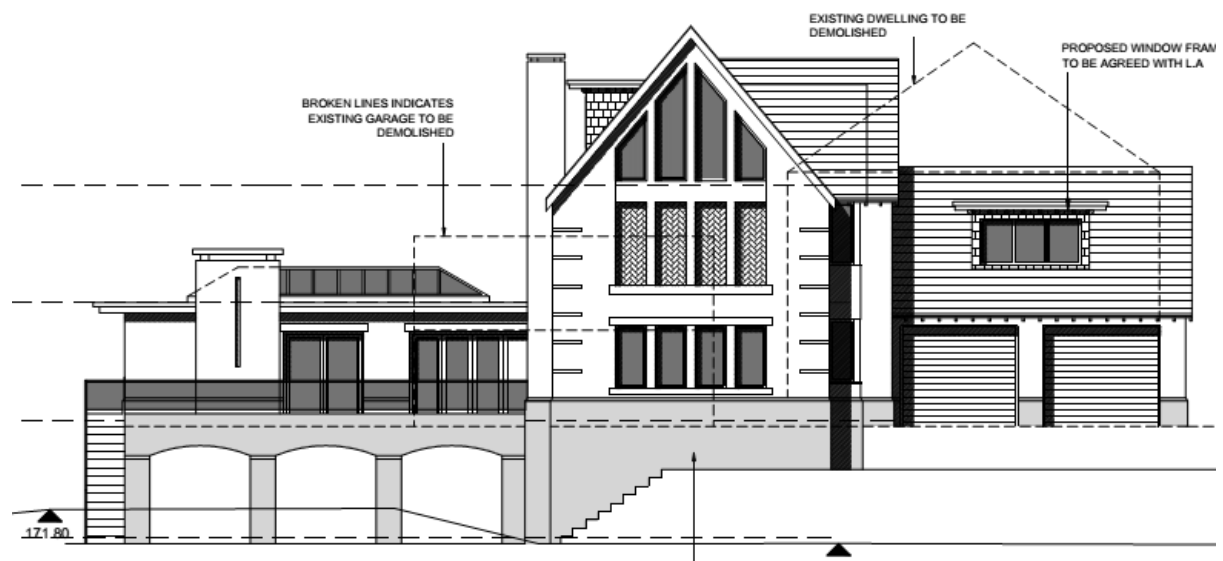 EXISTING DWELLING TO BE
DEMOLISHED
PROPOSED WINDOW FRAM
TO BE AGREED WITH L.A
BROKEN LINES INDICATES
EXISTING GARAGE TO BE
DEMOLISHED
171.80